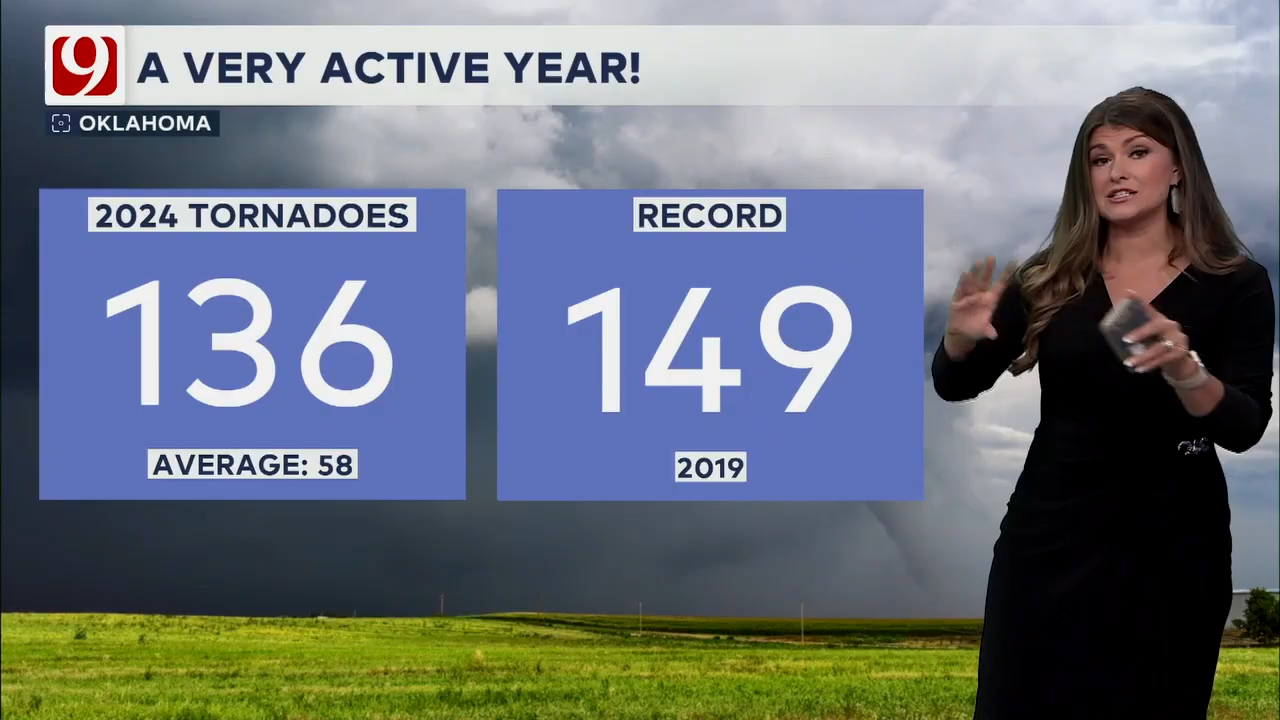 9 A VERY ACTIVE YEAR!
OKLAHOMA
2024 TORNADOES
136
AVERAGE: 58
RECORD
149
2019